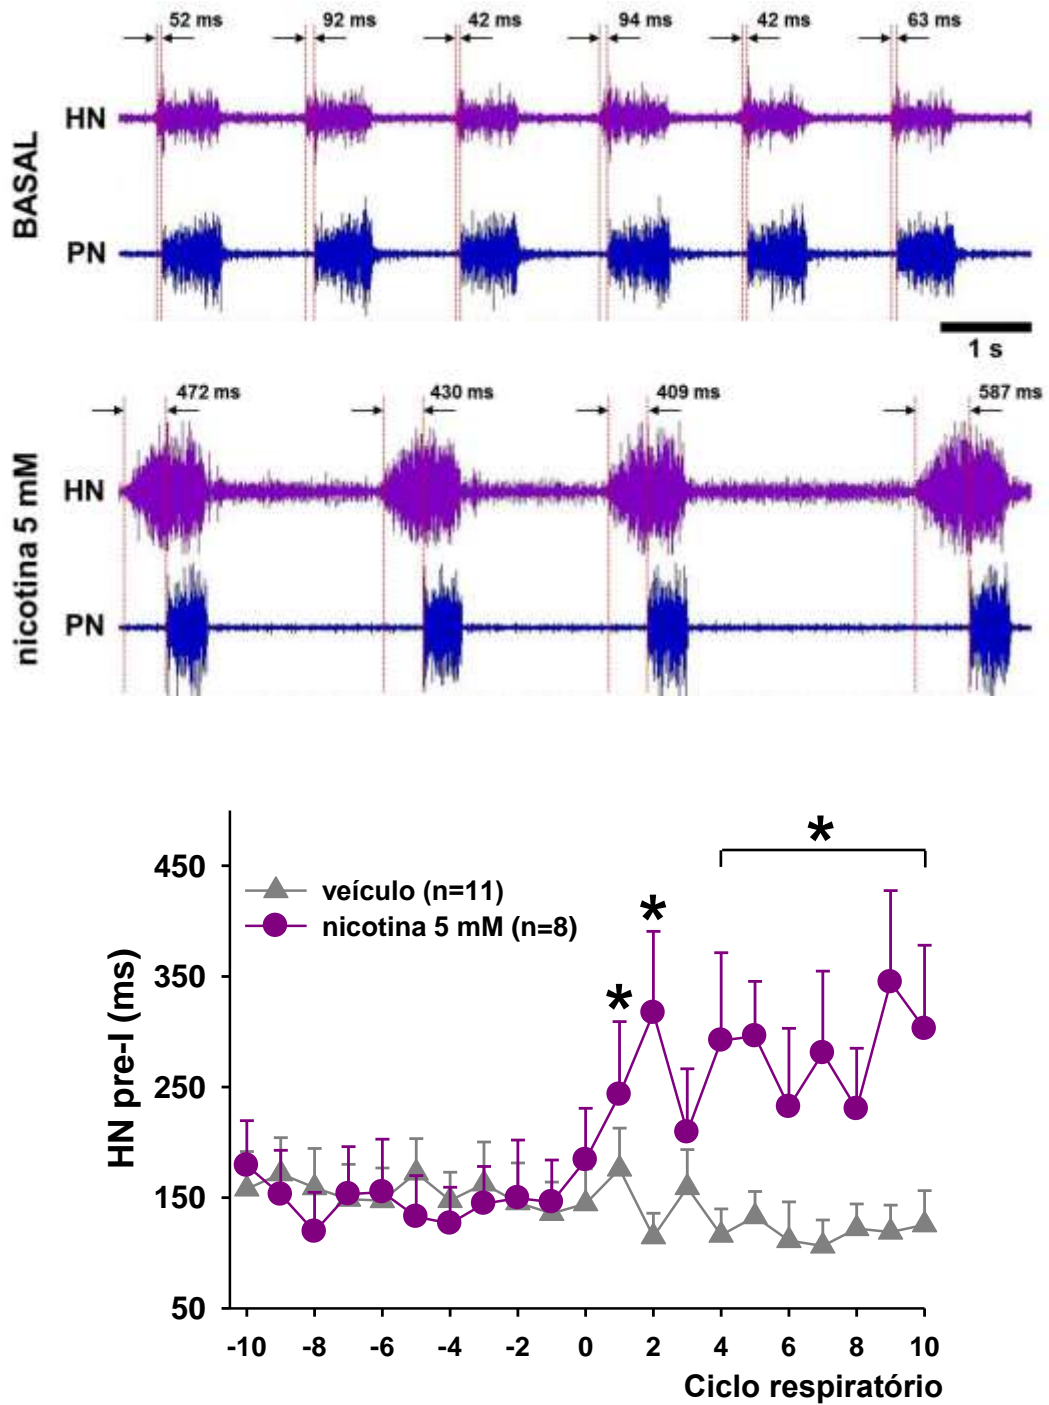 52 ms 92 ms 42 ms 94 ms 42 ms 63 ms
BASAL
HN
PN
1 s
472 ms 430 ms 409 ms 587 ms
nicotina 5 mM
HN
PN
*
450
veículo (n=11)
*
nicotina 5 mM (n=8)
350
*
HN pre-I (ms)
250
150
50
-10 -8 -6 -4 -2 0 2 4 6 8 10
Ciclo respiratório